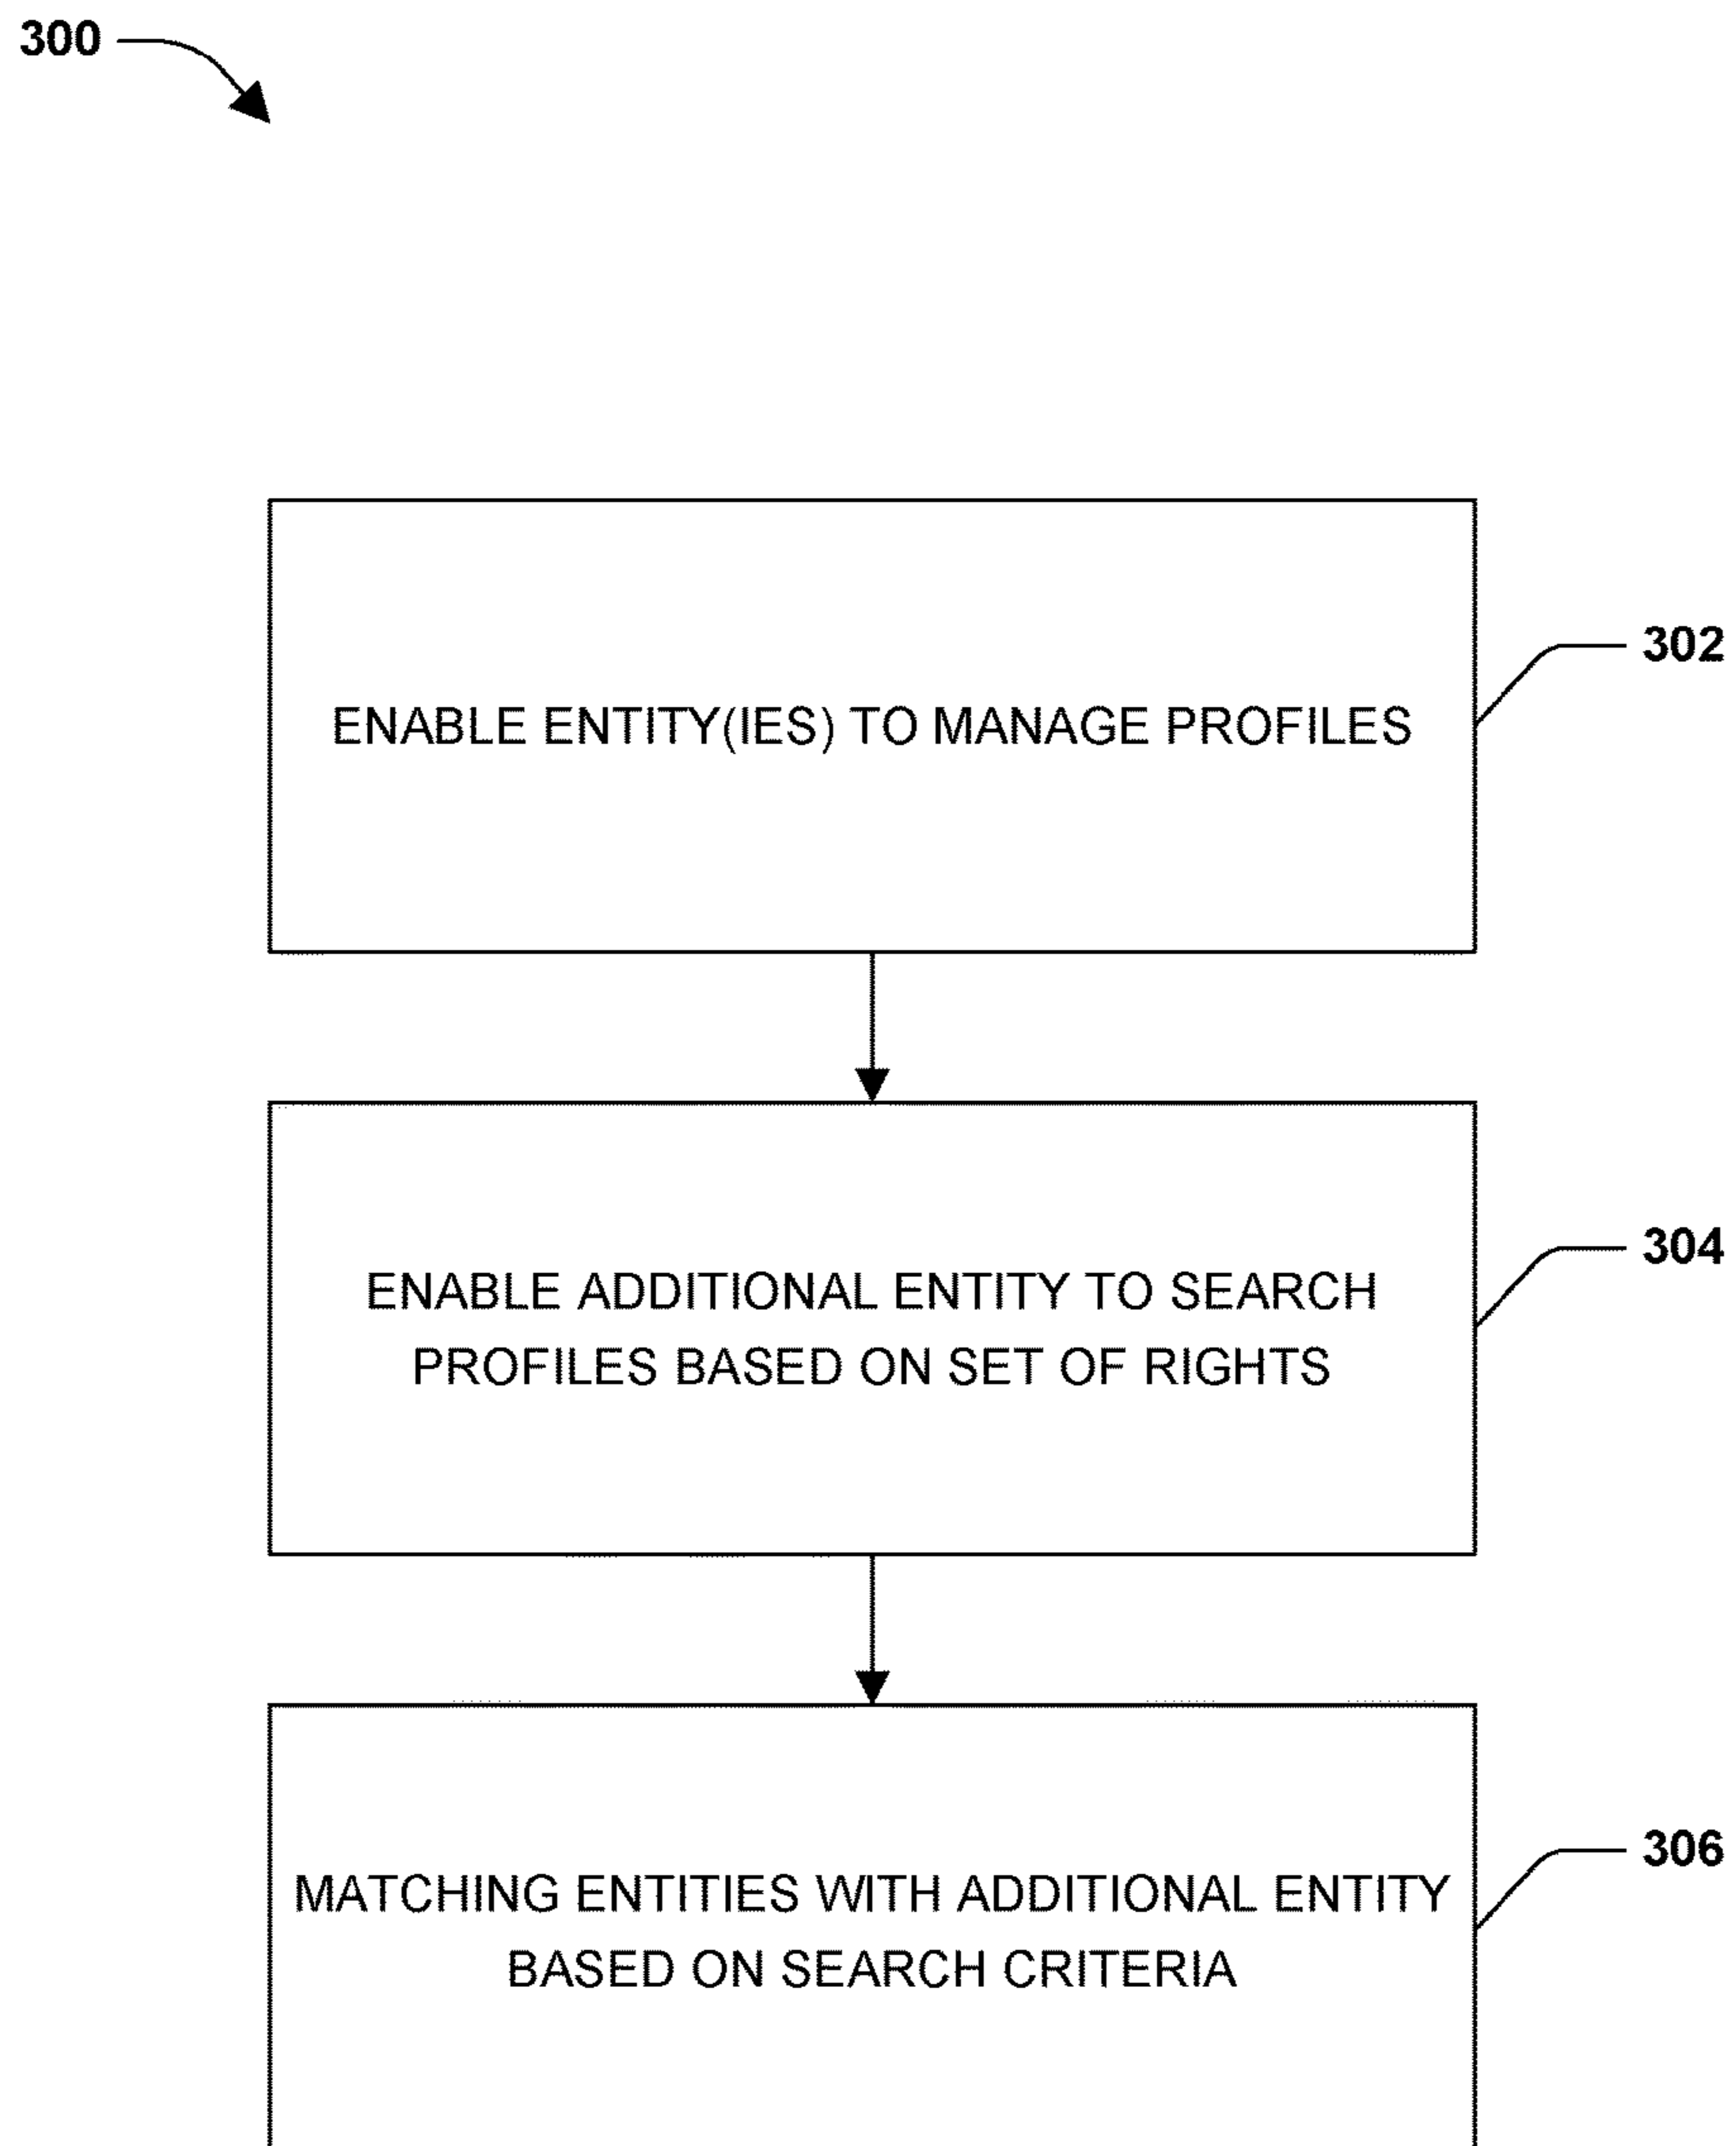 300
ENABLE ENTITY(IES) TO MANAGE PROFILES
302
ENABLE ADDITIONAL ENTITY TO SEARCH
PROFILES BASED ON SET OF RIGHTS
304
MATCHING ENTITIES WITH ADDITIONAL ENTITY
BASED ON SEARCH CRITERIA
306